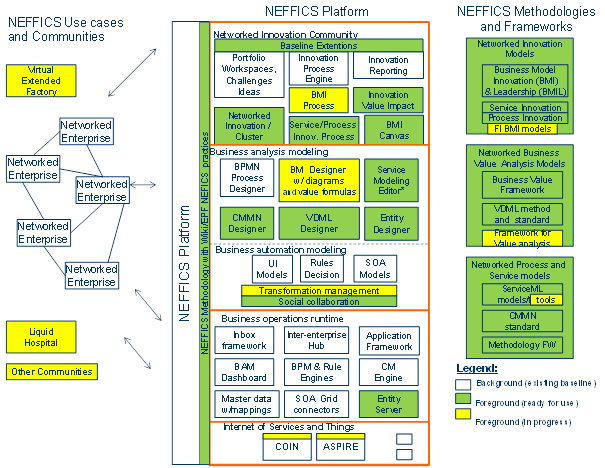 NEFFICS Use cases
and Communities
Virtual
Extended
Factory
Networked
Enterprise
Networked
Enterprise
Networked
Enterprise
Networked
Enterprise
Networked
Enterprise
Liquid
Hospital
Other Communities
NEFFICS Platform
NEFFICS Platform
NEFFICS Methodology with Wiki/EPF NEFICS practices
Networked Innovation Community
Baseline Extentions
Portfolio
Workspaces,
Challenges
Ideas
Innovation
Process
Engine
Innovation
Reporting
BMI
Process
Innovation
Value Impact
Networked
Innovation /
Cluster
Service/Process
Innov. Process
BMI
Canvas
Business analysis modeling
BPMN
Process
Designer
BM Designer
w/ diagrams
and value formulas
Service
Modeling
Editor*
CMMN
Designer
VDML
Designer
Entity
Designer
Business automation modeling
UI
Models
Rules
Decision
SOA
Models
Transformation management
Social collaboration
Business operations runtime
Inbox
framework
Inter-enterprise
Hub
Application
Framework
BAM
Dashboard
BPM & Rule
Engines
CM
Engine
Master data
w/mappings
SOA Grid
connectors
Entity
Server
Internet of Services and Things
COIN
ASPIRE
NEFFICS Methodologies
and Frameworks
Networked Innovation
Models
Business Model
Innovation (BMI)
& Leadership (BMIL)
Service Innovation
Process Innovation
FI BMI models
Networked Business
Value Analysis Models
Business Value
Framework
VDML method
and standard
Framework for
Value analysis
Networked Process and
Service models
ServiceML
models/ tools
CMMN
standard
Methodology FW
Legend:
Background (existing baseline)
Foreground (ready for use)
Foreground (In progress)